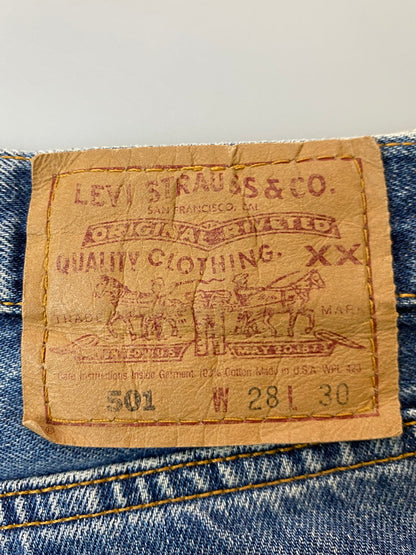 LEVI STRAUSS & CO.
SAN FRANCISCO, CAL
ORIGINAL RIVETED
QUALITY CLOTHING. XX
TRADE MARK
MAY 20 1873
Care Instructions Inside Garment 100% Cotton Made in U.S.A. WPL 423
501 W 28 L 30